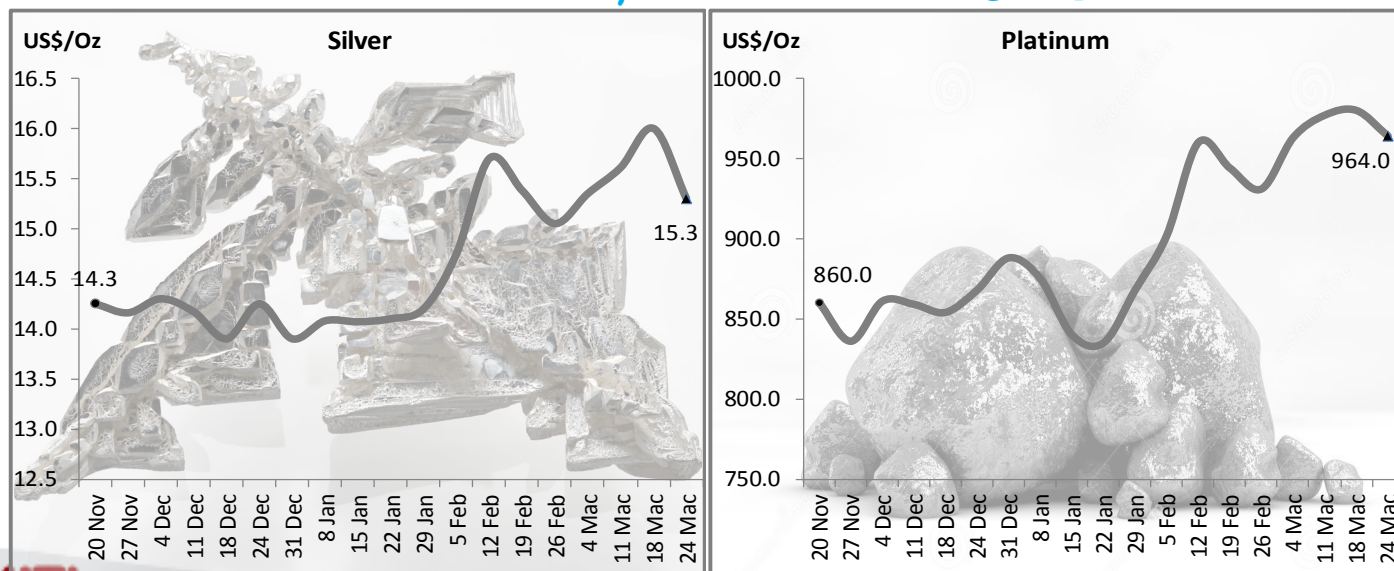 US$/Oz
Silver
16.5
16.0
15.5
15.0
14.5
14.0
13.5
13.0
12.5
14.3
15.3
20 Nov
27 Nov
4 Dec
11 Dec
18 Dec
24 Dec
31 Dec
8 Jan
15 Jan
22 Jan
29 Jan
5 Feb
12 Feb
19 Feb
26 Feb
4 Mac
11 Mac
18 Mac
24 Mac
US$/Oz
Platinum
1000.0
950.0
900.0
850.0
800.0
750.0
860.0
964.0
20 Nov
27 Nov
4 Dec
11 Dec
18 Dec
24 Dec
31 Dec
8 Jan
15 Jan
22 Jan
29 Jan
5 Feb
12 Feb
19 Feb
26 Feb
4 Mac
11 Mac
18 Mac
24 Mac